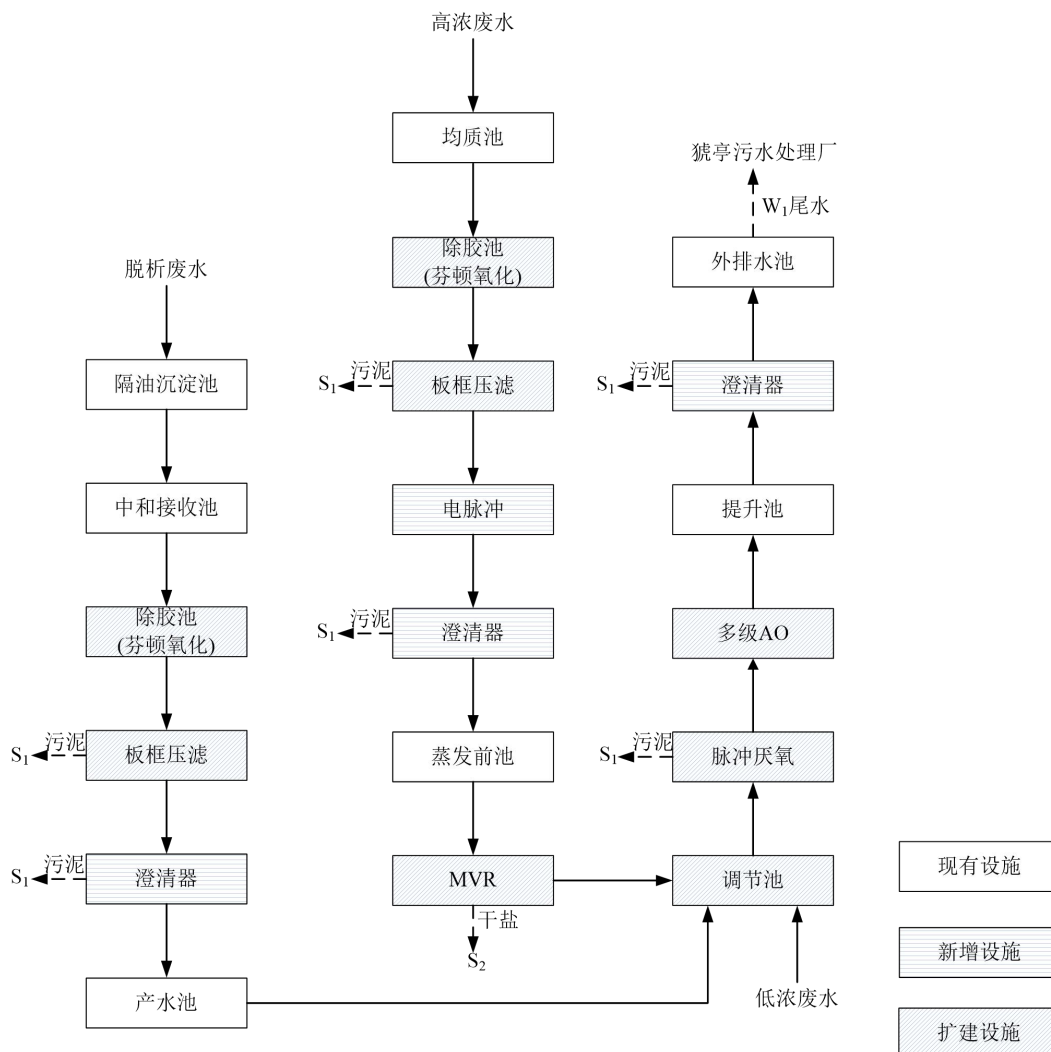 高浓废水
均质池
除胶池
(芬顿氧化)
污泥
S₁
板框压滤
电脉冲
污泥
S₁
澄清器
蒸发前池
MVR
干盐
S₂
脱析废水
隔油沉淀池
中和接收池
除胶池
(芬顿氧化)
污泥
S₁
板框压滤
污泥
S₁
澄清器
产水池
猇亭污水处理厂
W₁尾水
外排水池
污泥
S₁
澄清器
提升池
多级AO
污泥
S₁
脉冲厌氧
调节池
低浓废水
现有设施
新增设施
扩建设施